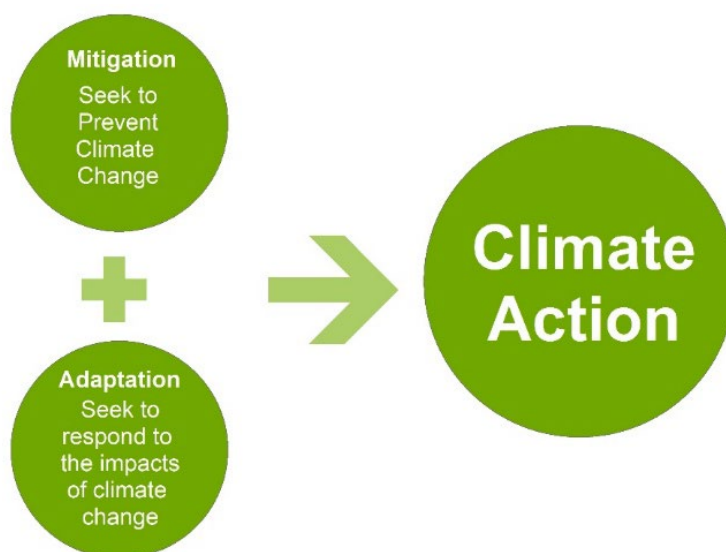 Mitigation
Seek to
Prevent
Climate
Change
Adaptation
Seek to
respond to
the impacts
of climate
change
Climate
Action